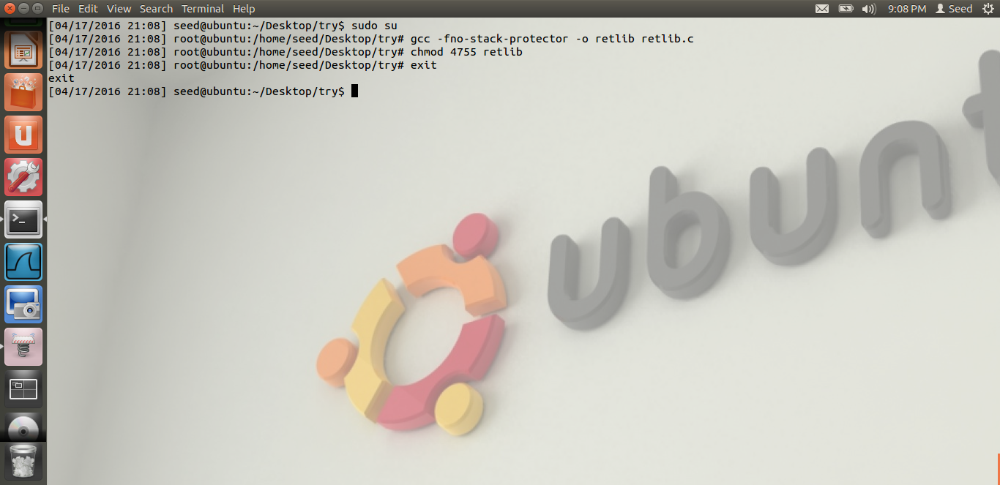 File Edit View Search Terminal Help 9:08 PM Seed
[04/17/2016 21:08] seed@ubuntu:~/Desktop/try$ sudo su
[04/17/2016 21:08] root@ubuntu:/home/seed/Desktop/try# gcc -fno-stack-protector -o retlib retlib.c
[04/17/2016 21:08] root@ubuntu:/home/seed/Desktop/try# chmod 4755 retlib
[04/17/2016 21:08] root@ubuntu:/home/seed/Desktop/try# exit
exit
[04/17/2016 21:08] seed@ubuntu:~/Desktop/try$
ubunt